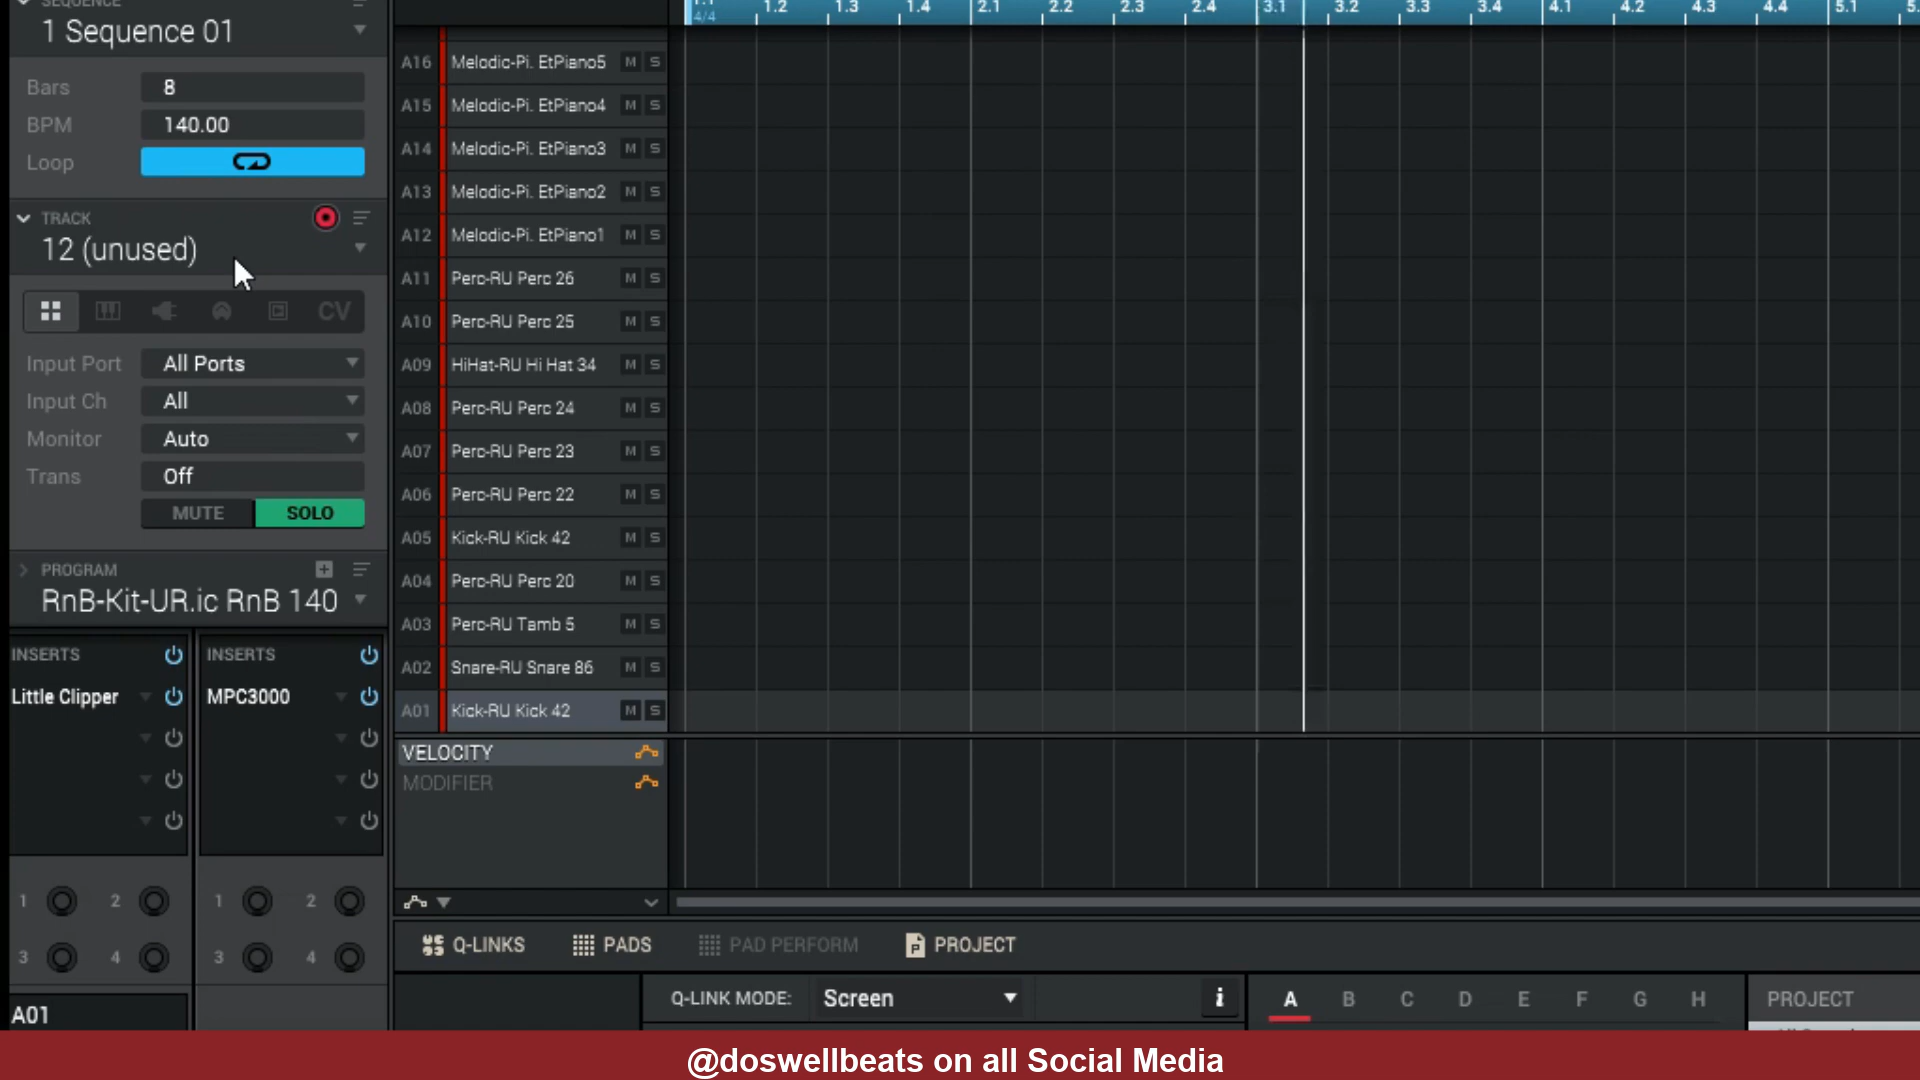 SEQUENCE
1 Sequence 01
Bars 8
BPM 140.00
Loop
TRACK
12 (unused)
CV
Input Port All Ports
Input Ch All
Monitor Auto
Trans Off
MUTE SOLO
PROGRAM
RnB-Kit-UR.ic RnB 140
INSERTS INSERTS
Little Clipper MPC3000
1 2 1 2
3 4 3 4
A01
1.1 1.2 1.3 1.4 2.1 2.2 2.3 2.4 3.1 3.2 3.3 3.4 4.1 4.2 4.3 4.4 5.1 5.
4/4
A16 Melodic-Pi. EtPiano5 M S
A15 Melodic-Pi. EtPiano4 M S
A14 Melodic-Pi. EtPiano3 M S
A13 Melodic-Pi. EtPiano2 M S
A12 Melodic-Pi. EtPiano1 M S
A11 Perc-RU Perc 26 M S
A10 Perc-RU Perc 25 M S
A09 HiHat-RU Hi Hat 34 M S
A08 Perc-RU Perc 24 M S
A07 Perc-RU Perc 23 M S
A06 Perc-RU Perc 22 M S
A05 Kick-RU Kick 42 M S
A04 Perc-RU Perc 20 M S
A03 Perc-RU Tamb 5 M S
A02 Snare-RU Snare 86 M S
A01 Kick-RU Kick 42 M S
VELOCITY
MODIFIER
Q-LINKS PADS PAD PERFORM PROJECT
Q-LINK MODE: Screen i A B C D E F G H PROJECT
@doswellbeats on all Social Media